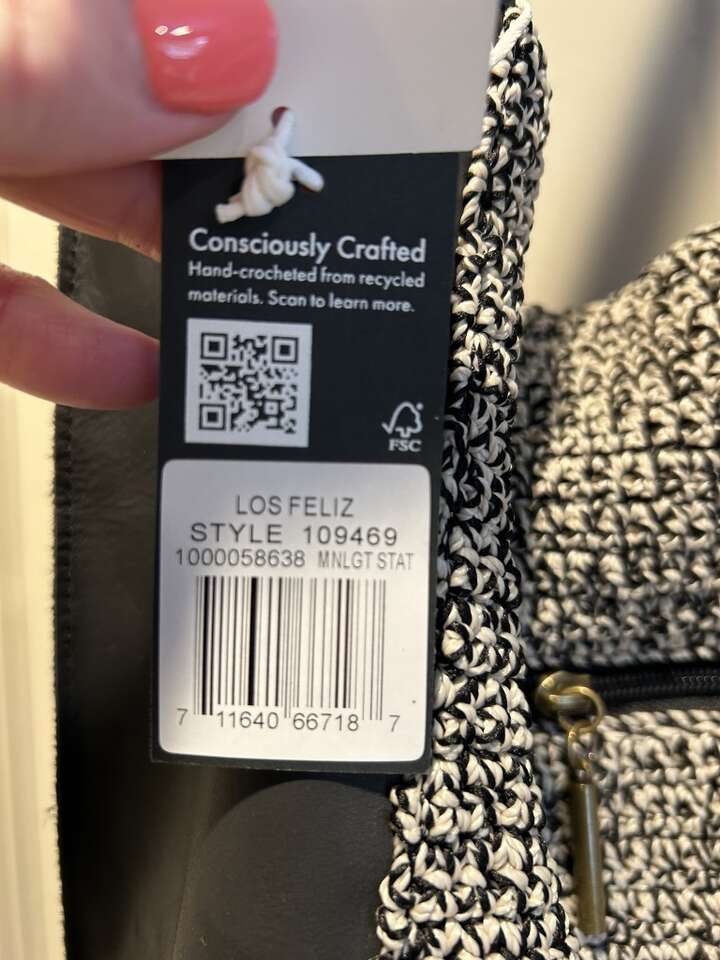 Consciously Crafted
Hand-crocheted from recycled
materials. Scan to learn more.
FSC
LOS FELIZ
STYLE 109469
1000058638 MNLGT STAT
7 11640 66718 7